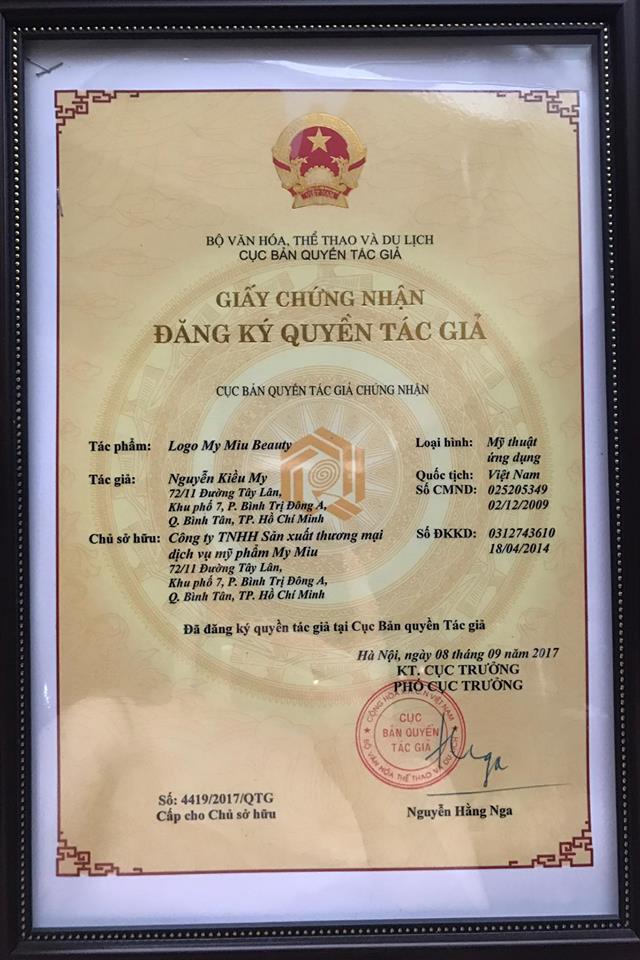 BỘ VĂN HÓA, THỂ THAO VÀ DU LỊCH
CỤC BẢN QUYỀN TÁC GIẢ
GIẤY CHỨNG NHẬN
ĐĂNG KÝ QUYỀN TÁC GIẢ
CỤC BẢN QUYỀN TÁC GIẢ CHỨNG NHẬN
Tác phẩm: Logo My Miu Beauty
Loại hình: Mỹ thuật
ứng dụng
Tác giả: Nguyễn Kiều My
72/11 Đường Tây Lân,
Khu phố 7, P. Bình Trị Đông A,
Q. Bình Tân, TP. Hồ Chí Minh
Quốc tịch: Việt Nam
Số CMND: 025205349
02/12/2009
Chủ sở hữu: Công ty TNHH Sản xuất thương mại
dịch vụ mỹ phẩm My Miu
72/11 Đường Tây Lân,
Khu phố 7, P. Bình Trị Đông A,
Q. Bình Tân, TP. Hồ Chí Minh
Số ĐKKD: 0312743610
18/04/2014
Đã đăng ký quyền tác giả tại Cục Bản quyền Tác giả
Hà Nội, ngày 08 tháng 09 năm 2017
KT. CỤC TRƯỞNG
PHÓ CỤC TRƯỞNG
CỤC
BẢN QUYỀN
TÁC GIẢ
BỘ VĂN HÓA THỂ THAO VÀ DU LỊCH
Nga
Số: 4419/2017/QTG
Cấp cho Chủ sở hữu
Nguyễn Hằng Nga